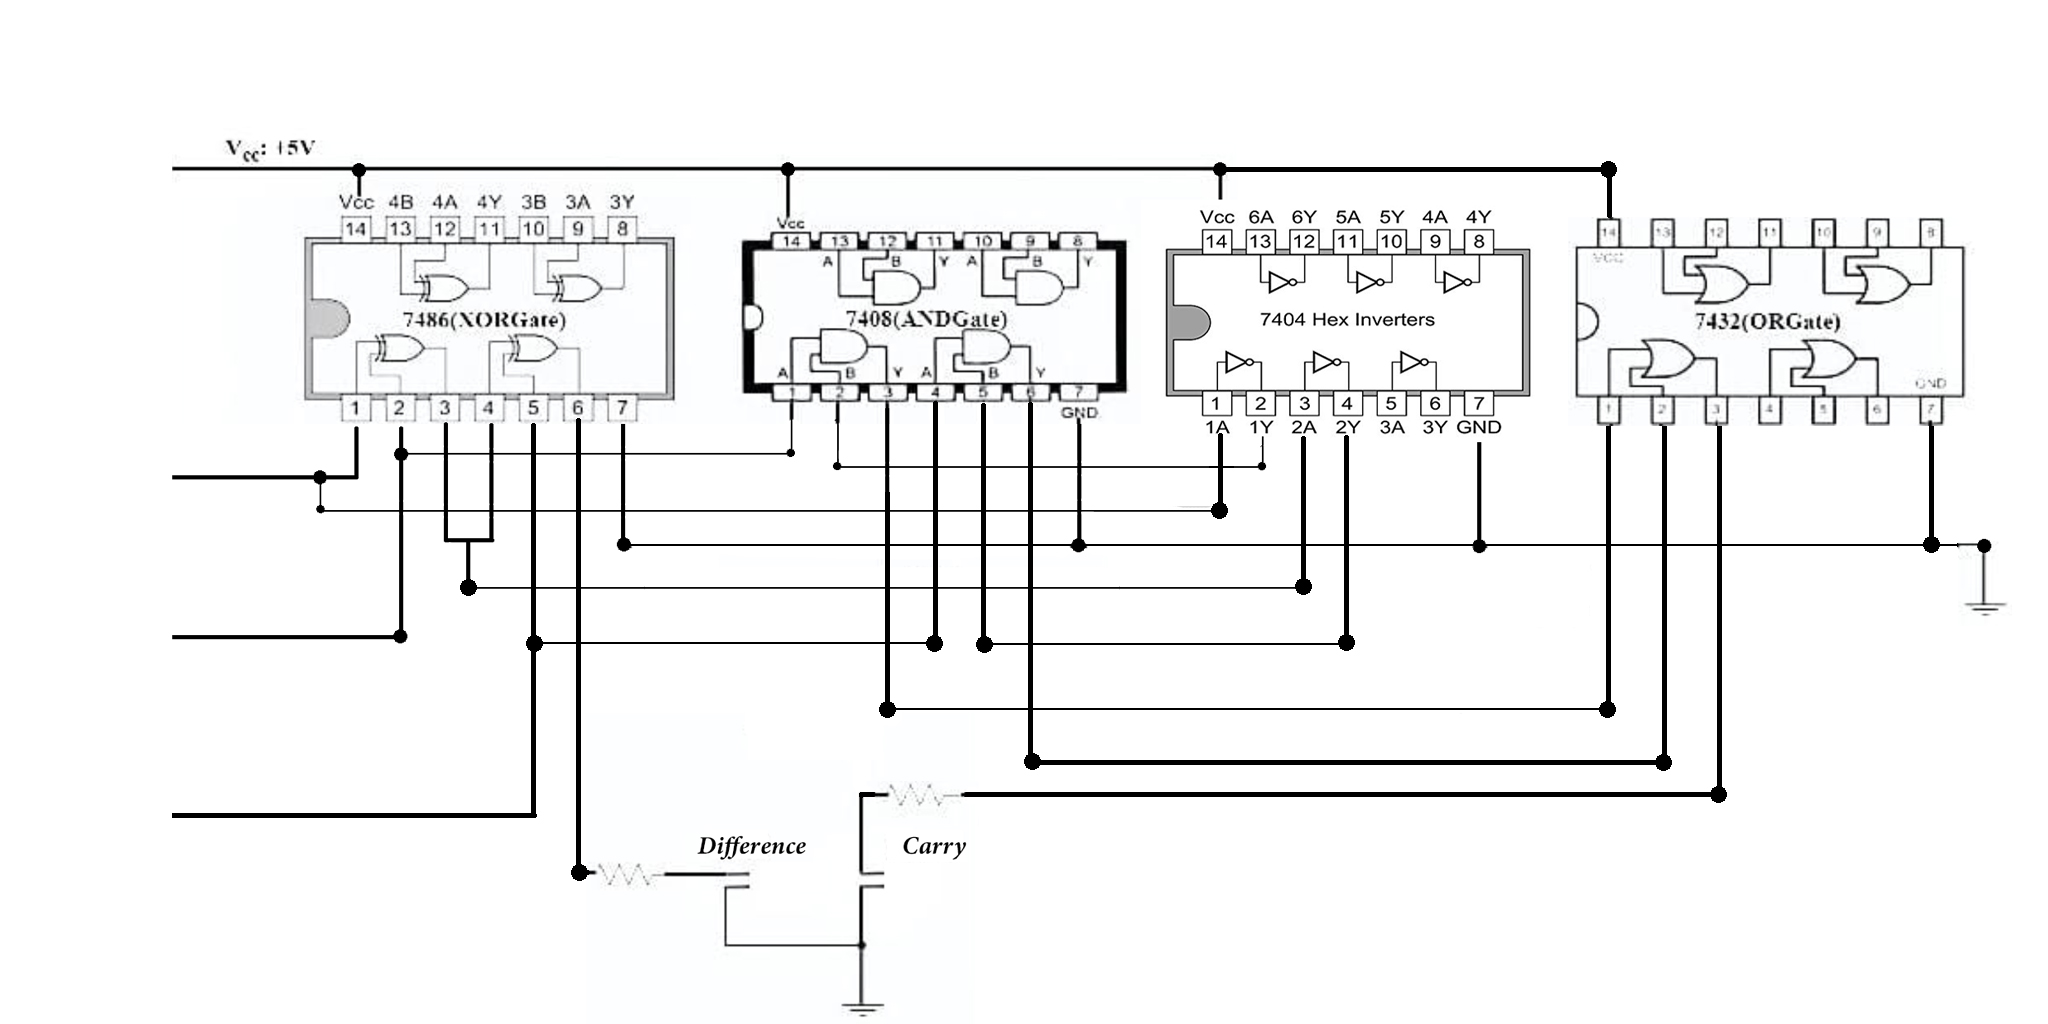 Vcc: +5V
Vcc 4B 4A 4Y 3B 3A 3Y
14 13 12 11 10 9 8
7486(XORGate)
1 2 3 4 5 6 7
Vcc
14 13 12 11 10 9 8
A B Y A B Y
7408(ANDGate)
A B Y A B Y
1 2 3 4 5 6 7
GND
Vcc 6A 6Y 5A 5Y 4A 4Y
14 13 12 11 10 9 8
7404 Hex Inverters
1 2 3 4 5 6 7
1A 1Y 2A 2Y 3A 3Y GND
14 13 12 11 10 9 8
VCC
7432(ORGate)
GND
1 2 3 4 5 6 7
Difference
Carry